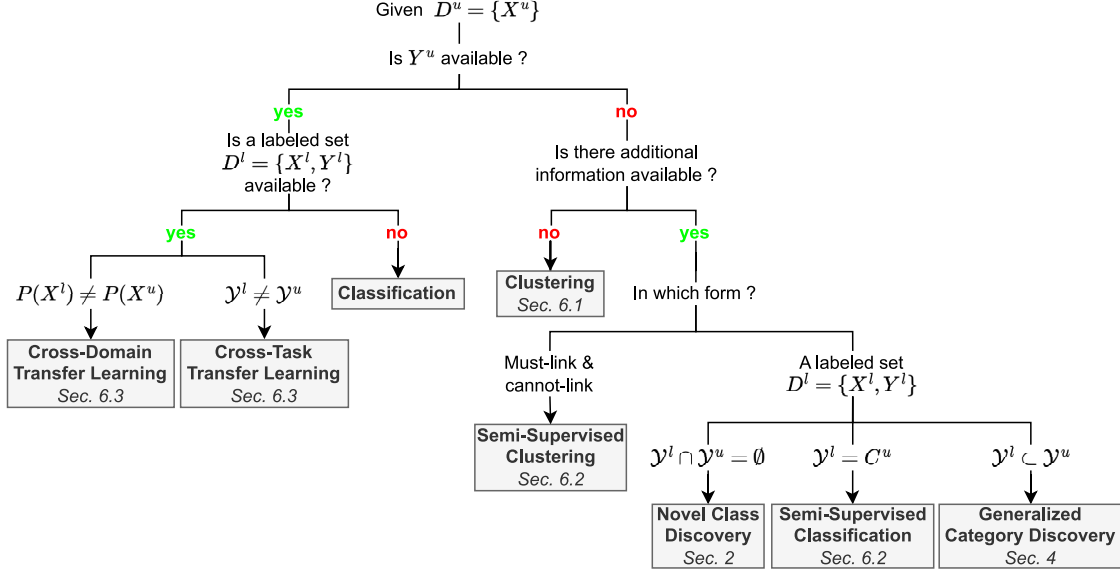 Given $D^u = \{X^u\}$
Is $Y^u$ available ?
yes
no
Is a labeled set
$D^l = \{X^l, Y^l\}$
available ?
Is there additional
information available ?
yes
no
no
yes
$P(X^l) \neq P(X^u)$
$\mathcal{Y}^l \neq \mathcal{Y}^u$
Classification
Clustering
Sec. 6.1
In which form ?
Cross-Domain
Transfer Learning
Sec. 6.3
Cross-Task
Transfer Learning
Sec. 6.3
Must-link &
cannot-link
A labeled set
$D^l = \{X^l, Y^l\}$
Semi-Supervised
Clustering
Sec. 6.2
$\mathcal{Y}^l \cap \mathcal{Y}^u = \emptyset$
$\mathcal{Y}^l = C^u$
$\mathcal{Y}^l \subset \mathcal{Y}^u$
Novel Class
Discovery
Sec. 2
Semi-Supervised
Classification
Sec. 6.2
Generalized
Category Discovery
Sec. 4